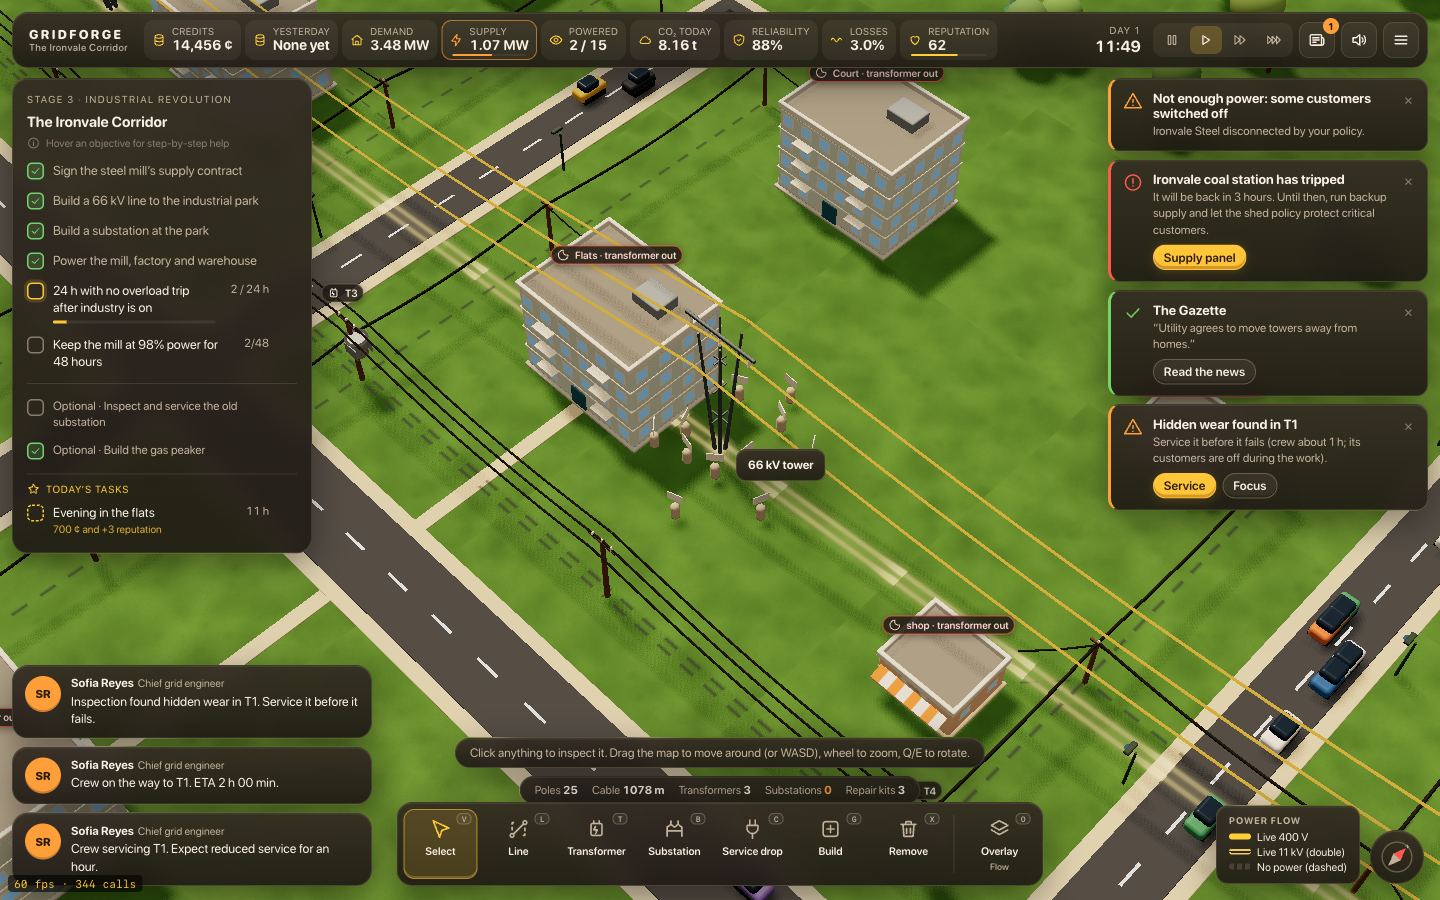 GRIDFORGE
The Ironvale Corridor
CREDITS
14,456 ¢
YESTERDAY
None yet
DEMAND
3.48 MW
SUPPLY
1.07 MW
POWERED
2 / 15
CO₂ TODAY
8.16 t
RELIABILITY
88%
LOSSES
3.0%
REPUTATION
62
DAY 1
11:49
1
STAGE 3 · INDUSTRIAL REVOLUTION
The Ironvale Corridor
Hover an objective for step-by-step help
Sign the steel mill's supply contract
Build a 66 kV line to the industrial park
Build a substation at the park
Power the mill, factory and warehouse
24 h with no overload trip
after industry is on
2 / 24 h
Keep the mill at 98% power for
48 hours
2/48
Optional · Inspect and service the old
substation
Optional · Build the gas peaker
TODAY'S TASKS
Evening in the flats
11 h
700 ¢ and +3 reputation
Court · transformer out
Flats · transformer out
T3
66 kV tower
shop · transformer out
Not enough power: some customers
switched off
Ironvale Steel disconnected by your policy.
Ironvale coal station has tripped
It will be back in 3 hours. Until then, run backup
supply and let the shed policy protect critical
customers.
Supply panel
The Gazette
“Utility agrees to move towers away from
homes.”
Read the news
Hidden wear found in T1
Service it before it fails (crew about 1 h; its
customers are off during the work).
Service
Focus
SR
Sofia Reyes Chief grid engineer
Inspection found hidden wear in T1. Service it before it
fails.
SR
Sofia Reyes Chief grid engineer
Crew on the way to T1. ETA 2 h 00 min.
SR
Sofia Reyes Chief grid engineer
Crew servicing T1. Expect reduced service for an
hour.
60 fps · 344 calls
Click anything to inspect it. Drag the map to move around (or WASD), wheel to zoom, Q/E to rotate.
Poles 25 Cable 1078 m Transformers 3 Substations 0 Repair kits 3
T4
V
Select
L
Line
T
Transformer
B
Substation
C
Service drop
G
Build
X
Remove
O
Overlay
Flow
POWER FLOW
Live 400 V
Live 11 kV (double)
No power (dashed)